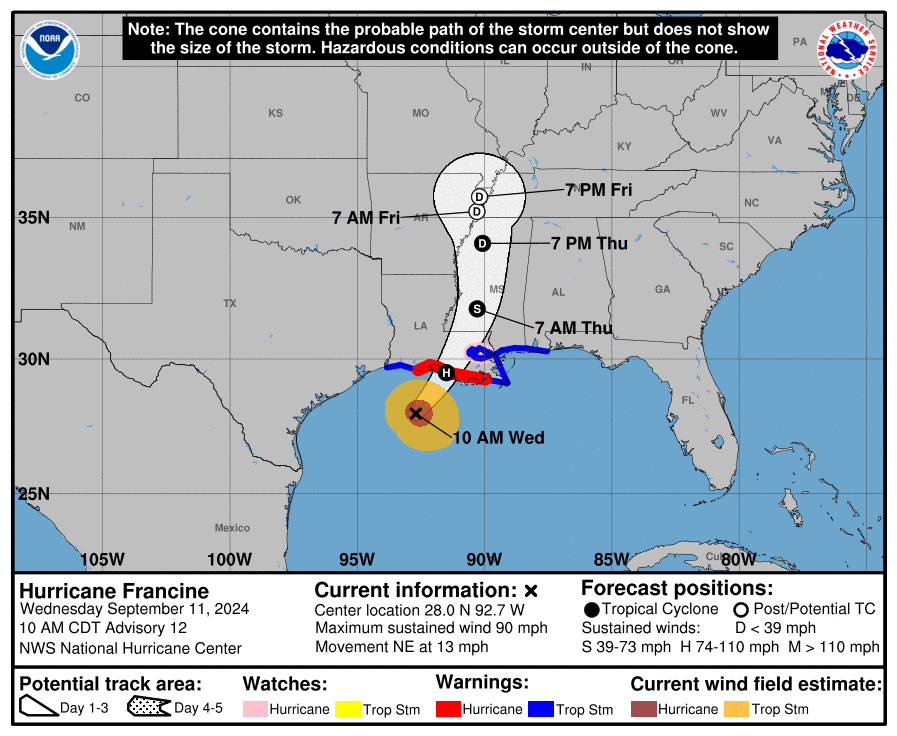 Note: The cone contains the probable path of the storm center but does not show
the size of the storm. Hazardous conditions can occur outside of the cone.
NOAA
NATIONAL WEATHER SERVICE
PA
IL
IN
OH
CO
KS
MO
WV
DE
KY
VA
OK
7 PM Fri
7 AM Fri
AR
NC
35N
NM
7 PM Thu
SC
TX
MS
AL
GA
LA
7 AM Thu
30N
H
S
D
D
D
FL
10 AM Wed
25N
Mexico
105W
100W
95W
90W
85W
80W
Hurricane Francine
Wednesday September 11, 2024
10 AM CDT Advisory 12
NWS National Hurricane Center
Current information: ×
Center location 28.0 N 92.7 W
Maximum sustained wind 90 mph
Movement NE at 13 mph
Forecast positions:
Tropical Cyclone Post/Potential TC
Sustained winds: D < 39 mph
S 39-73 mph H 74-110 mph M > 110 mph
Potential track area:
Day 1-3 Day 4-5
Watches:
Hurricane Trop Stm
Warnings:
Hurricane Trop Stm
Current wind field estimate:
Hurricane Trop Stm